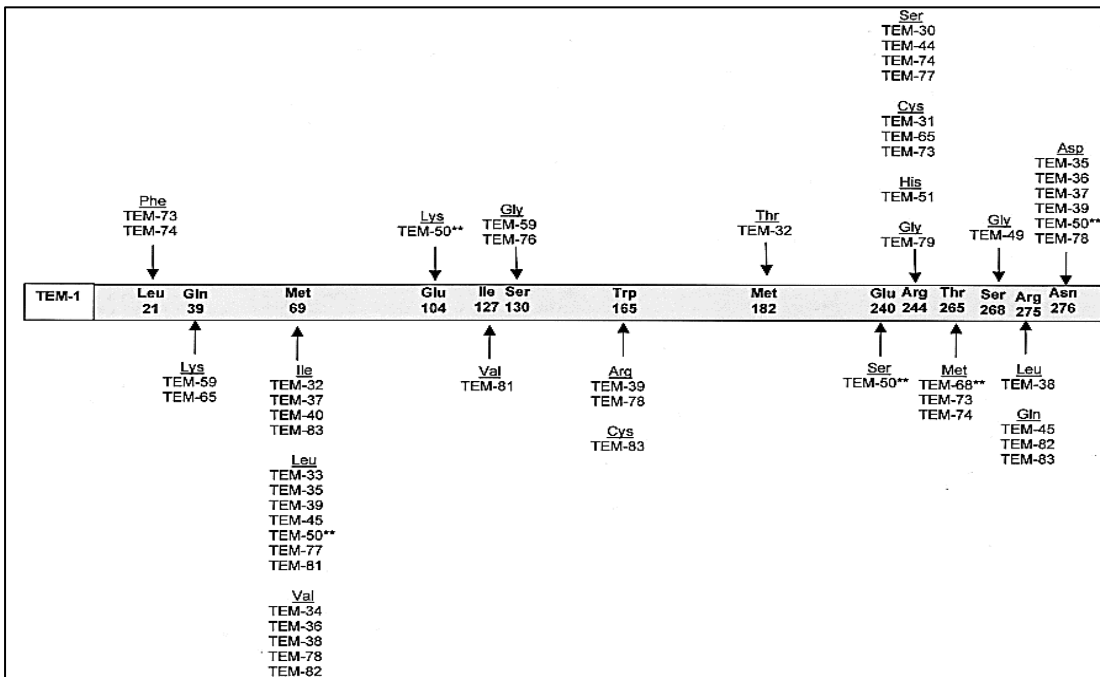 Ser
TEM-30
TEM-44
TEM-74
TEM-77
Cys
TEM-31
TEM-65
TEM-73
His
TEM-51
Gly
TEM-79
Phe
TEM-73
TEM-74
Lys
TEM-50**
Gly
TEM-59
TEM-76
Thr
TEM-32
Gly
TEM-49
Asp
TEM-35
TEM-36
TEM-37
TEM-39
TEM-50**
TEM-78
TEM-1
Leu
21
Gln
39
Met
69
Glu
104
Ile
127
Ser
130
Trp
165
Met
182
Glu
240
Arg
244
Thr
265
Ser
268
Arg
275
Asn
276
Lys
TEM-59
TEM-65
Ile
TEM-32
TEM-37
TEM-40
TEM-83
Leu
TEM-33
TEM-35
TEM-39
TEM-45
TEM-50**
TEM-77
TEM-81
Val
TEM-34
TEM-36
TEM-38
TEM-78
TEM-82
Val
TEM-81
Arg
TEM-39
TEM-78
Cys
TEM-83
Ser
TEM-50**
Met
TEM-68**
TEM-73
TEM-74
Leu
TEM-38
Gln
TEM-45
TEM-82
TEM-83